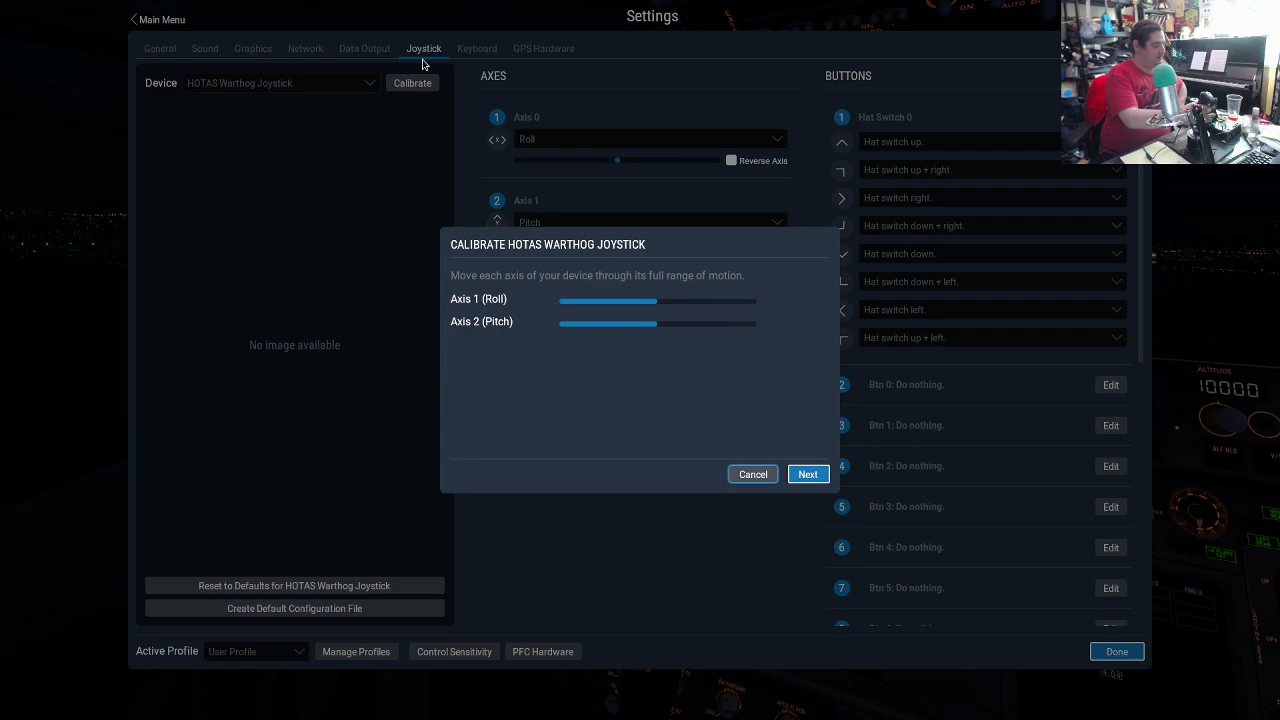 Main Menu
Settings
General Sound Graphics Network Data Output Joystick Keyboard GPS Hardware
Device HOTAS Warthog Joystick Calibrate
No image available
Reset to Defaults for HOTAS Warthog Joystick
Create Default Configuration File
AXES
1 Axis 0
Roll
Reverse Axis
2 Axis 1
Pitch
CALIBRATE HOTAS WARTHOG JOYSTICK
Move each axis of your device through its full range of motion.
Axis 1 (Roll)
Axis 2 (Pitch)
Cancel Next
BUTTONS
1 Hat Switch 0
Hat switch up.
Hat switch up + right.
Hat switch right.
Hat switch down + right.
Hat switch down.
Hat switch down + left.
Hat switch left.
Hat switch up + left.
2 Btn 0: Do nothing. Edit
3 Btn 1: Do nothing. Edit
4 Btn 2: Do nothing. Edit
5 Btn 3: Do nothing. Edit
6 Btn 4: Do nothing. Edit
7 Btn 5: Do nothing. Edit
Active Profile User Profile Manage Profiles Control Sensitivity PFC Hardware Done
ALTITUDE
10000
ALT HLD